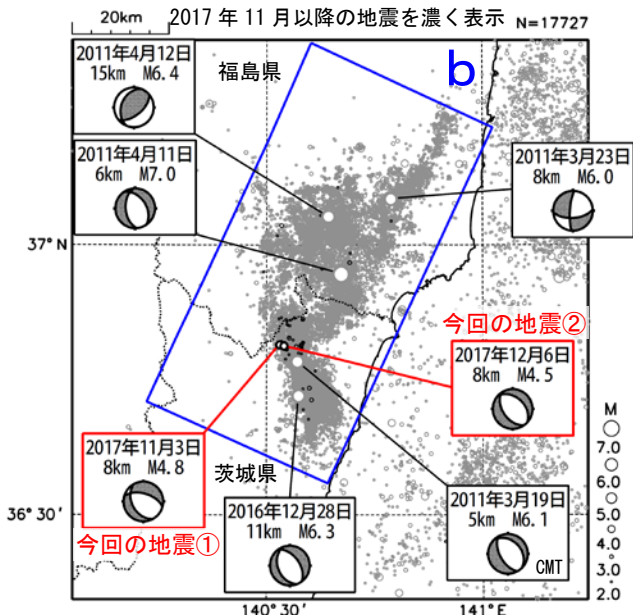 20km
2017 年 11 月以降の地震を濃く表示
N=17727
2011年4月12日
15km M6.4
福島県
b
2011年4月11日
6km M7.0
2011年3月23日
8km M6.0
37°N
今回の地震②
2017年12月6日
8km M4.5
2017年11月3日
8km M4.8
今回の地震①
茨城県
2016年12月28日
11km M6.3
2011年3月19日
5km M6.1
CMT
M
7.0
6.0
5.0
4.0
3.0
2.0
36°30′
140°30′
141°E